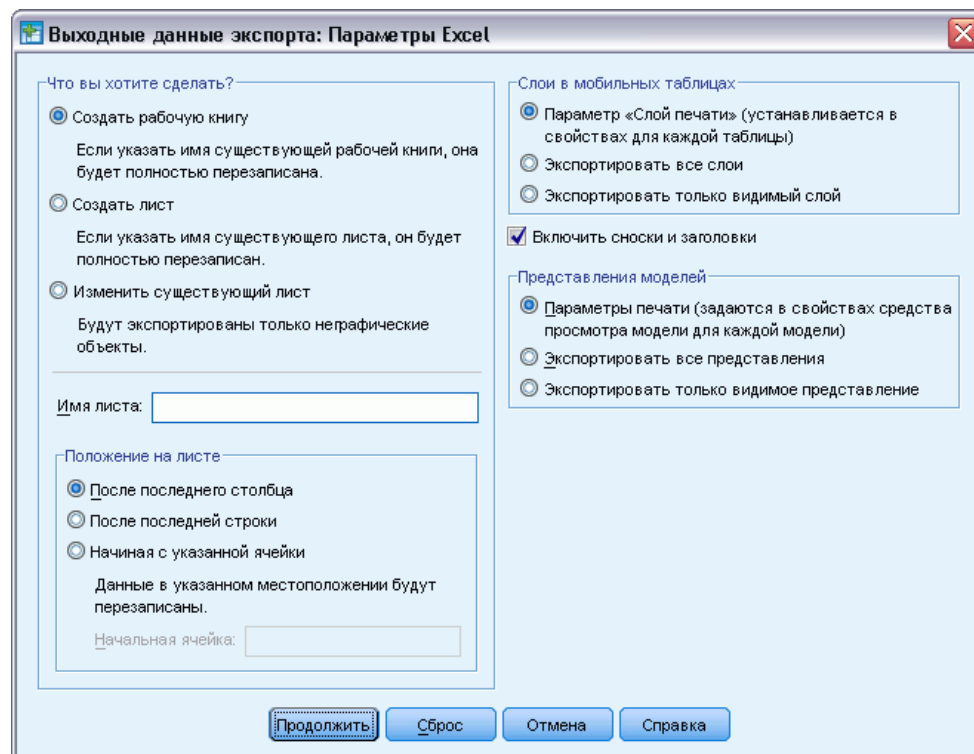 Выходные данные экспорта: Параметры Excel
Что вы хотите сделать?
Создать рабочую книгу
Если указать имя существующей рабочей книги, она
будет полностью перезаписана.
Создать лист
Если указать имя существующего листа, он будет
полностью перезаписан.
Изменить существующий лист
Будут экспортированы только неграфические
объекты.
Имя листа:
Положение на листе
После последнего столбца
После последней строки
Начиная с указанной ячейки
Данные в указанном местоположении будут
перезаписаны.
Начальная ячейка:
Слои в мобильных таблицах
Параметр «Слой печати» (устанавливается в
свойствах для каждой таблицы)
Экспортировать все слои
Экспортировать только видимый слой
Включить сноски и заголовки
Представления моделей
Параметры печати (задаются в свойствах средства
просмотра модели для каждой модели)
Экспортировать все представления
Экспортировать только видимое представление
Продолжить
Сброс
Отмена
Справка